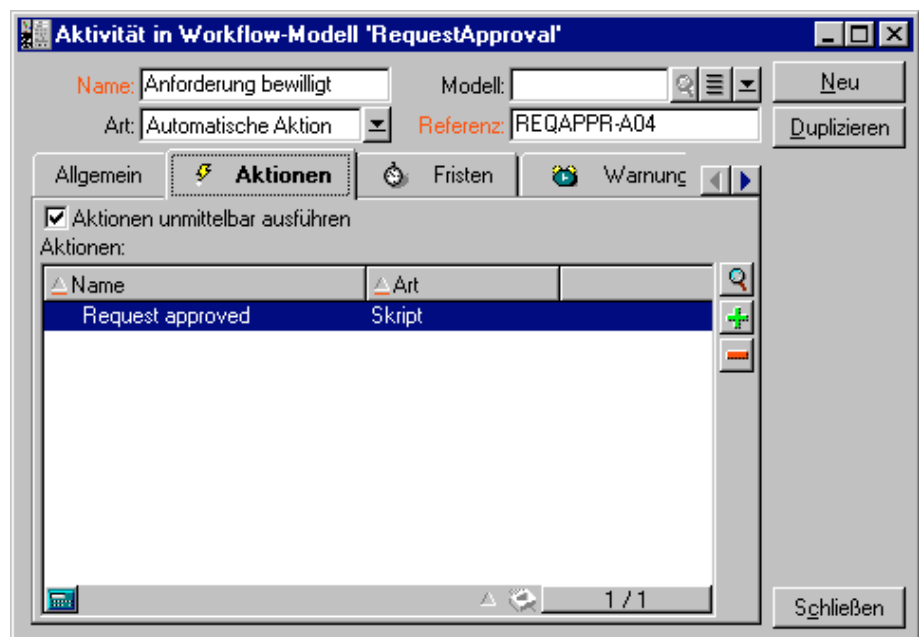 Aktivität in Workflow-Modell 'RequestApproval'
Name: Anforderung bewilligt Modell: Neu
Art: Automatische Aktion Referenz: REQAPPR-A04 Duplizieren
Allgemein Aktionen Fristen Warnung
Aktionen unmittelbar ausführen
Aktionen:
Name Art
Request approved Skript
1 / 1
Schließen